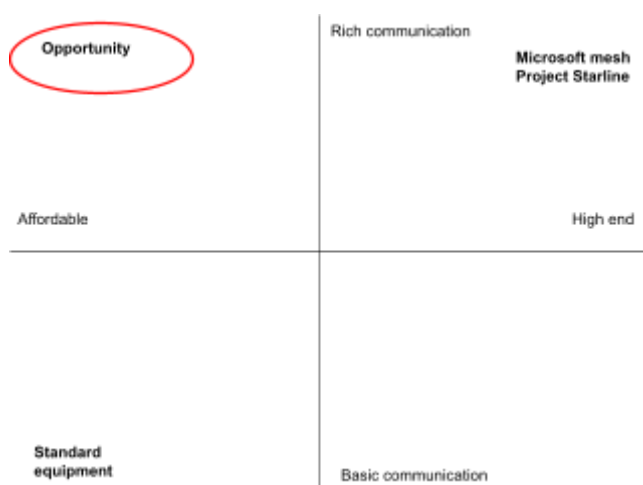 Rich communication
Opportunity
Microsoft mesh
Project Starline
Affordable
High end
Standard
equipment
Basic communication